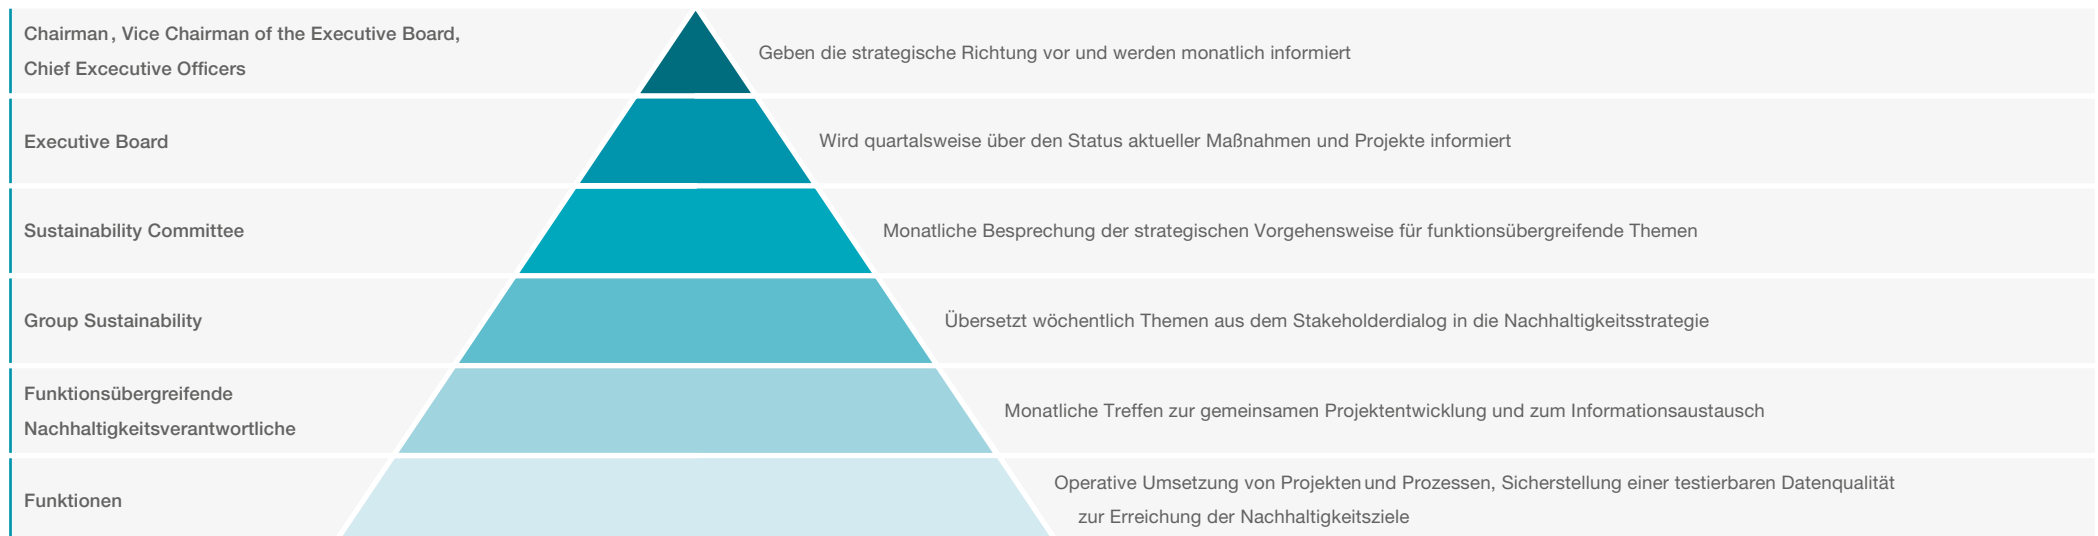 Chairman, Vice Chairman of the Executive Board,
Chief Excecutive Officers
Geben die strategische Richtung vor und werden monatlich informiert
Executive Board
Wird quartalsweise über den Status aktueller Maßnahmen und Projekte informiert
Sustainability Committee
Monatliche Besprechung der strategischen Vorgehensweise für funktionsübergreifende Themen
Group Sustainability
Übersetzt wöchentlich Themen aus dem Stakeholderdialog in die Nachhaltigkeitsstrategie
Funktionsübergreifende
Nachhaltigkeitsverantwortliche
Monatliche Treffen zur gemeinsamen Projektentwicklung und zum Informationsaustausch
Funktionen
Operative Umsetzung von Projekten und Prozessen, Sicherstellung einer testierbaren Datenqualität
zur Erreichung der Nachhaltigkeitsziele